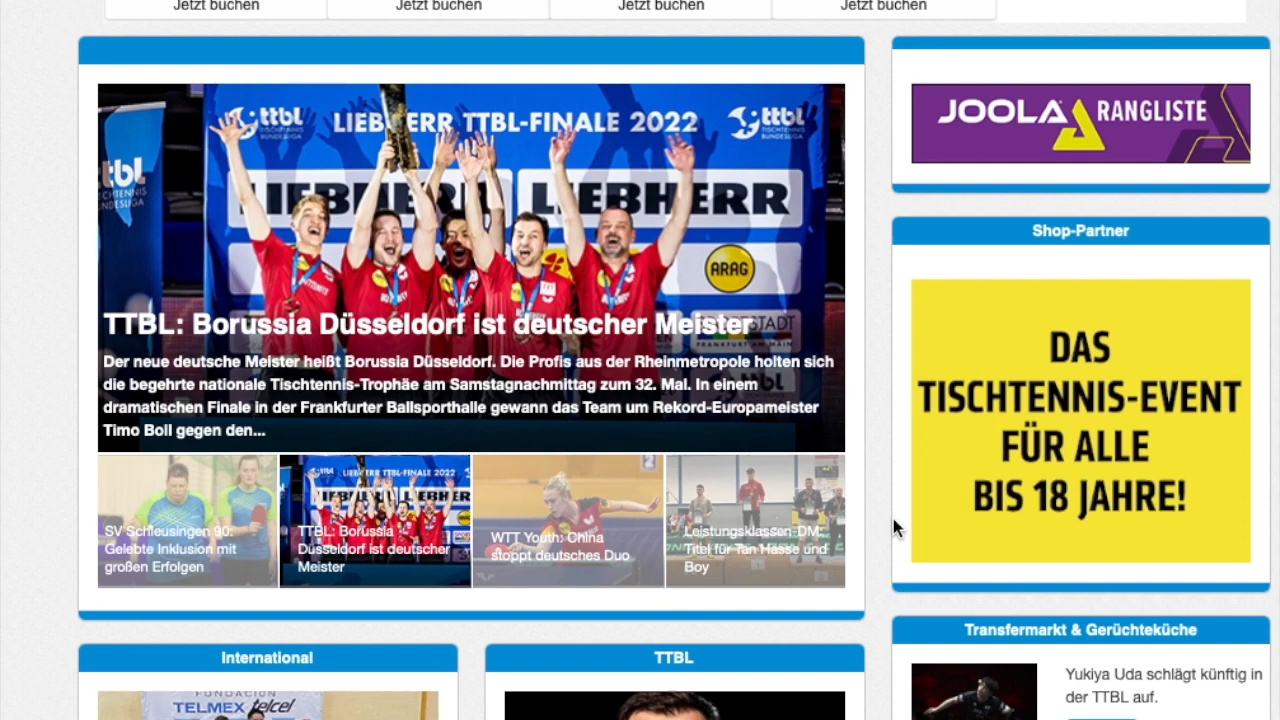 Jetzt buchen
Jetzt buchen
Jetzt buchen
Jetzt buchen
ttbl
TISCHTENNIS
BUNDESLIGA
LIEBHERR TTBL-FINALE 2022
ttbl
TISCHTENNIS
BUNDESLIGA
LIEBHERR LIEBHERR
ARAG
TTBL: Borussia Düsseldorf ist deutscher Meister
Der neue deutsche Meister heißt Borussia Düsseldorf. Die Profis aus der Rheinmetropole holten sich
die begehrte nationale Tischtennis-Trophäe am Samstagnachmittag zum 32. Mal. In einem
dramatischen Finale in der Frankfurter Ballsporthalle gewann das Team um Rekord-Europameister
Timo Boll gegen den...
SV Schleusingen 90:
Gelebte Inklusion mit
großen Erfolgen
TTBL: Borussia
Düsseldorf ist deutscher
Meister
WTT Youth: China
stoppt deutsches Duo
Leistungsklassen-DM:
Titel für Tan Hasse und
Boy
JOOLA RANGLISTE
Shop-Partner
DAS
TISCHTENNIS-EVENT
FÜR ALLE
BIS 18 JAHRE!
International
TELMEX telcel
TTBL
Transfermarkt & Gerüchteküche
Yukiya Uda schlägt künftig in
der TTBL auf.